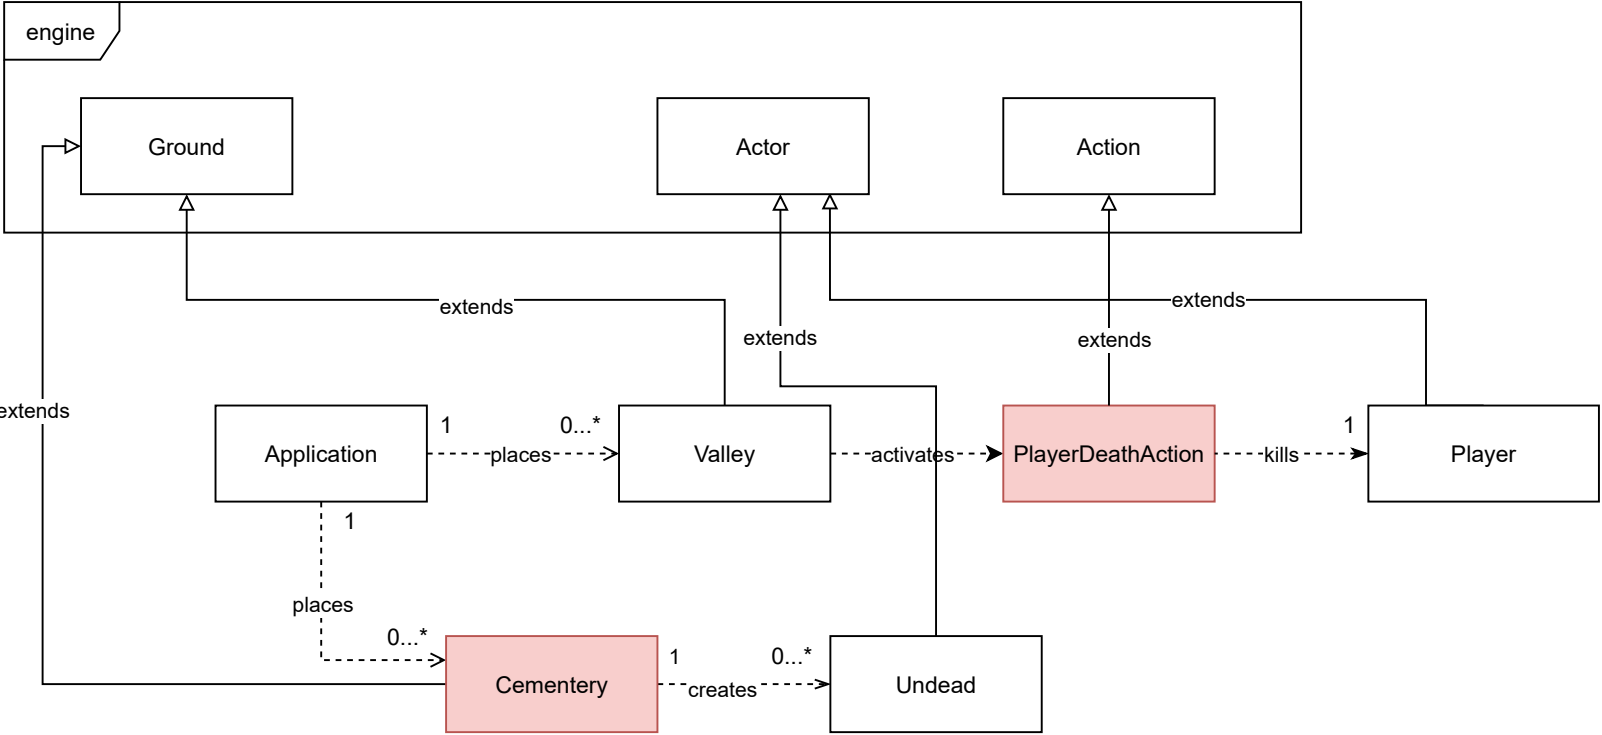 engine
Ground
Actor
Action
extends
extends
extends
extends
extends
Application
1
places
0...*
Valley
activates
PlayerDeathAction
kills
1
Player
1
places
0...*
Cementery
1
creates
0...*
Undead